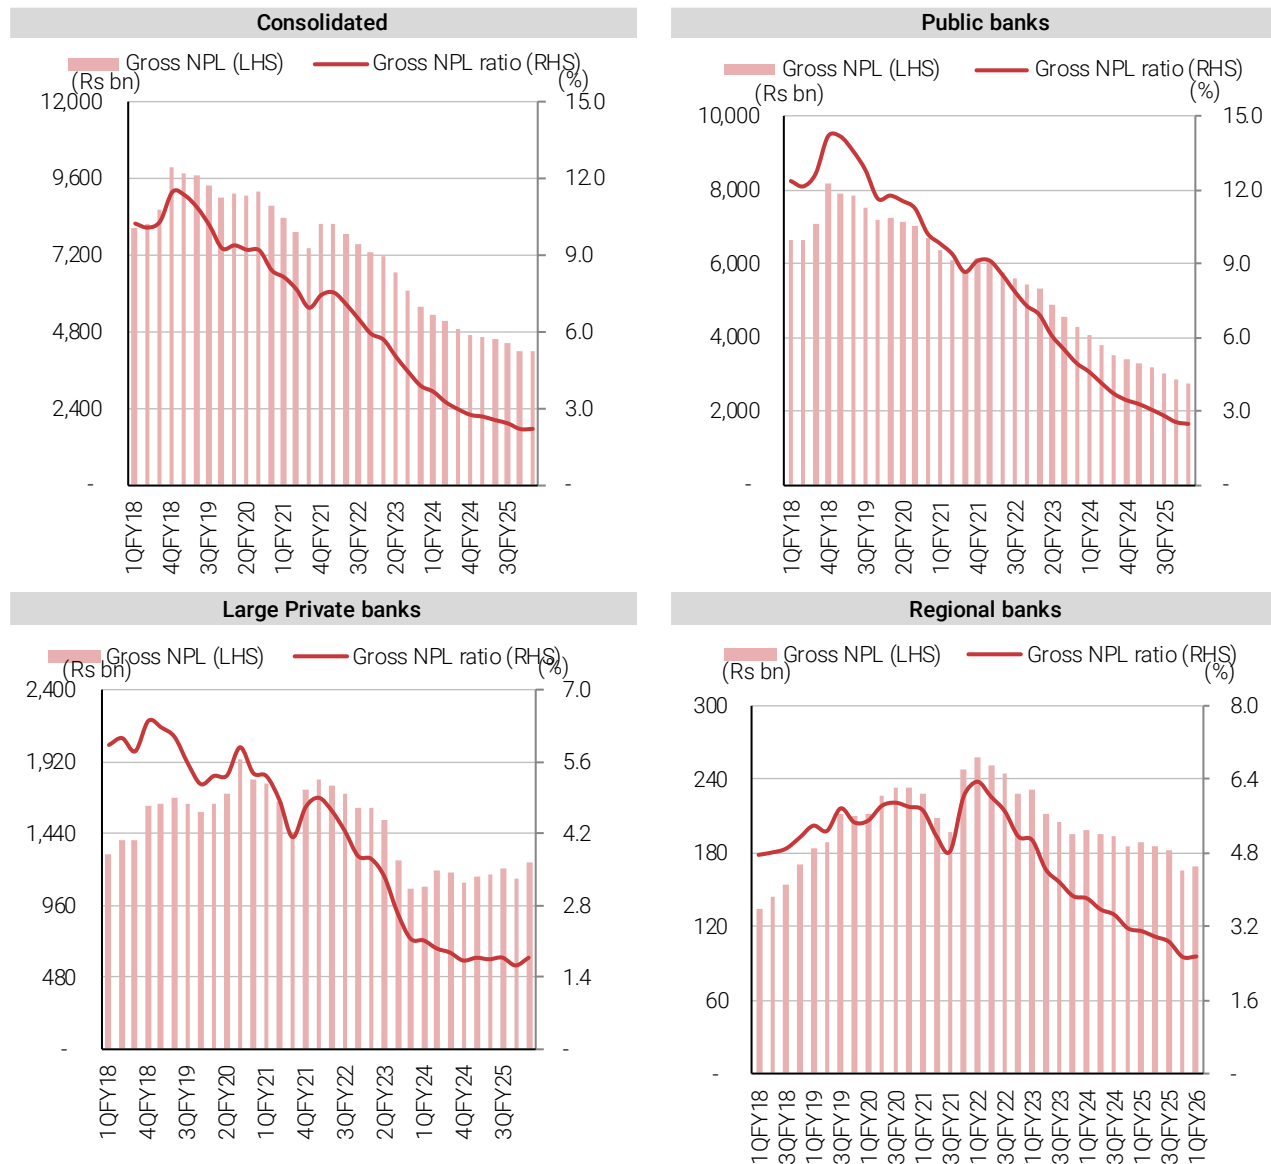 Consolidated
Gross NPL (LHS) Gross NPL ratio (RHS)
(Rs bn) (%)
12,000 15.0
9,600 12.0
7,200 9.0
4,800 6.0
2,400 3.0
- -
1QFY18 4QFY18 3QFY19 2QFY20 1QFY21 4QFY21 3QFY22 2QFY23 1QFY24 4QFY24 3QFY25
Public banks
Gross NPL (LHS) Gross NPL ratio (RHS)
(Rs bn) (%)
10,000 15.0
8,000 12.0
6,000 9.0
4,000 6.0
2,000 3.0
- -
1QFY18 4QFY18 3QFY19 2QFY20 1QFY21 4QFY21 3QFY22 2QFY23 1QFY24 4QFY24 3QFY25
Large Private banks
Gross NPL (LHS) Gross NPL ratio (RHS)
(Rs bn) (%)
2,400 7.0
1,920 5.6
1,440 4.2
960 2.8
480 1.4
- -
1QFY18 4QFY18 3QFY19 2QFY20 1QFY21 4QFY21 3QFY22 2QFY23 1QFY24 4QFY24 3QFY25
Regional banks
Gross NPL (LHS) Gross NPL ratio (RHS)
(Rs bn) (%)
300 8.0
240 6.4
180 4.8
120 3.2
60 1.6
- -
1QFY18 3QFY18 1QFY19 3QFY19 1QFY20 3QFY20 1QFY21 3QFY21 1QFY22 3QFY22 1QFY23 3QFY23 1QFY24 3QFY24 1QFY25 3QFY25 1QFY26